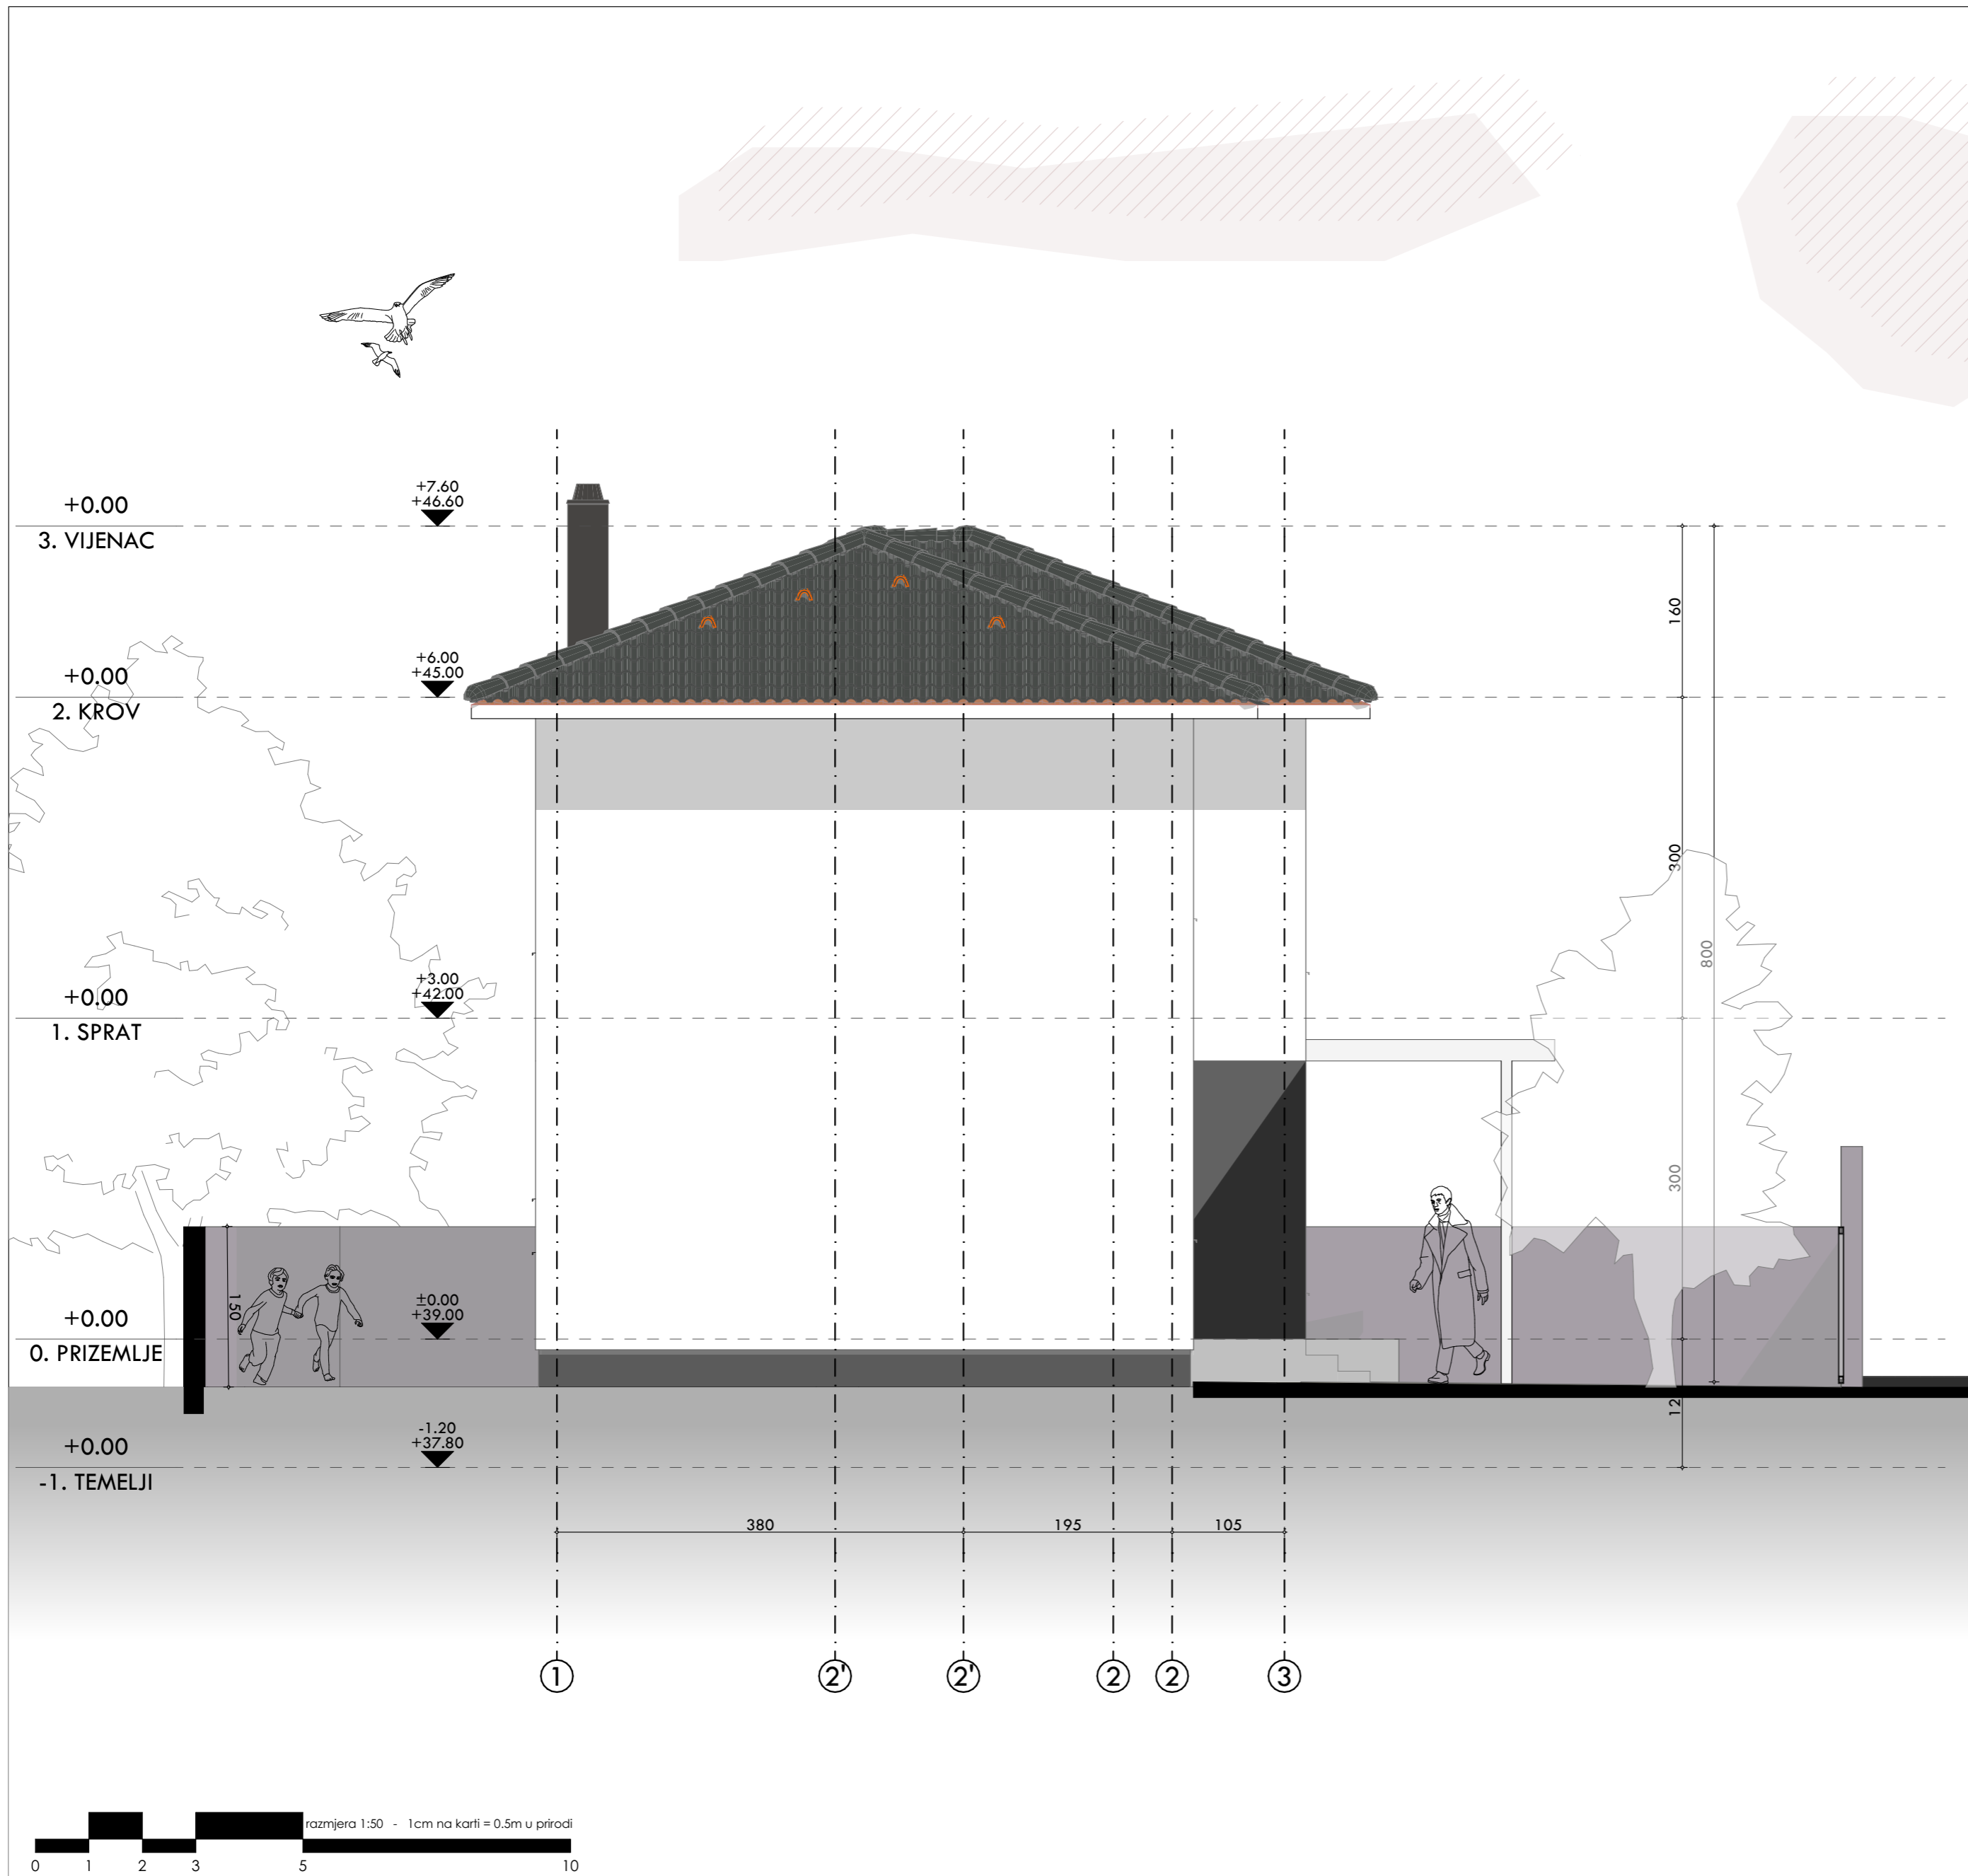 +0.00
3. VIJENAC
+7.60
+46.60
160
+0.00
2. KROV
+6.00
+45.00
300
800
+0.00
1. SPRAT
+3.00
+42.00
300
150
+0.00
0. PRIZEMLJE
±0.00
+39.00
12
+0.00
-1. TEMELJI
-1.20
+37.80
380 195 105
1 2' 2' 2 2 3
razmjera 1:50 - 1cm na karti = 0.5m u prirodi
0 1 2 3 5 10